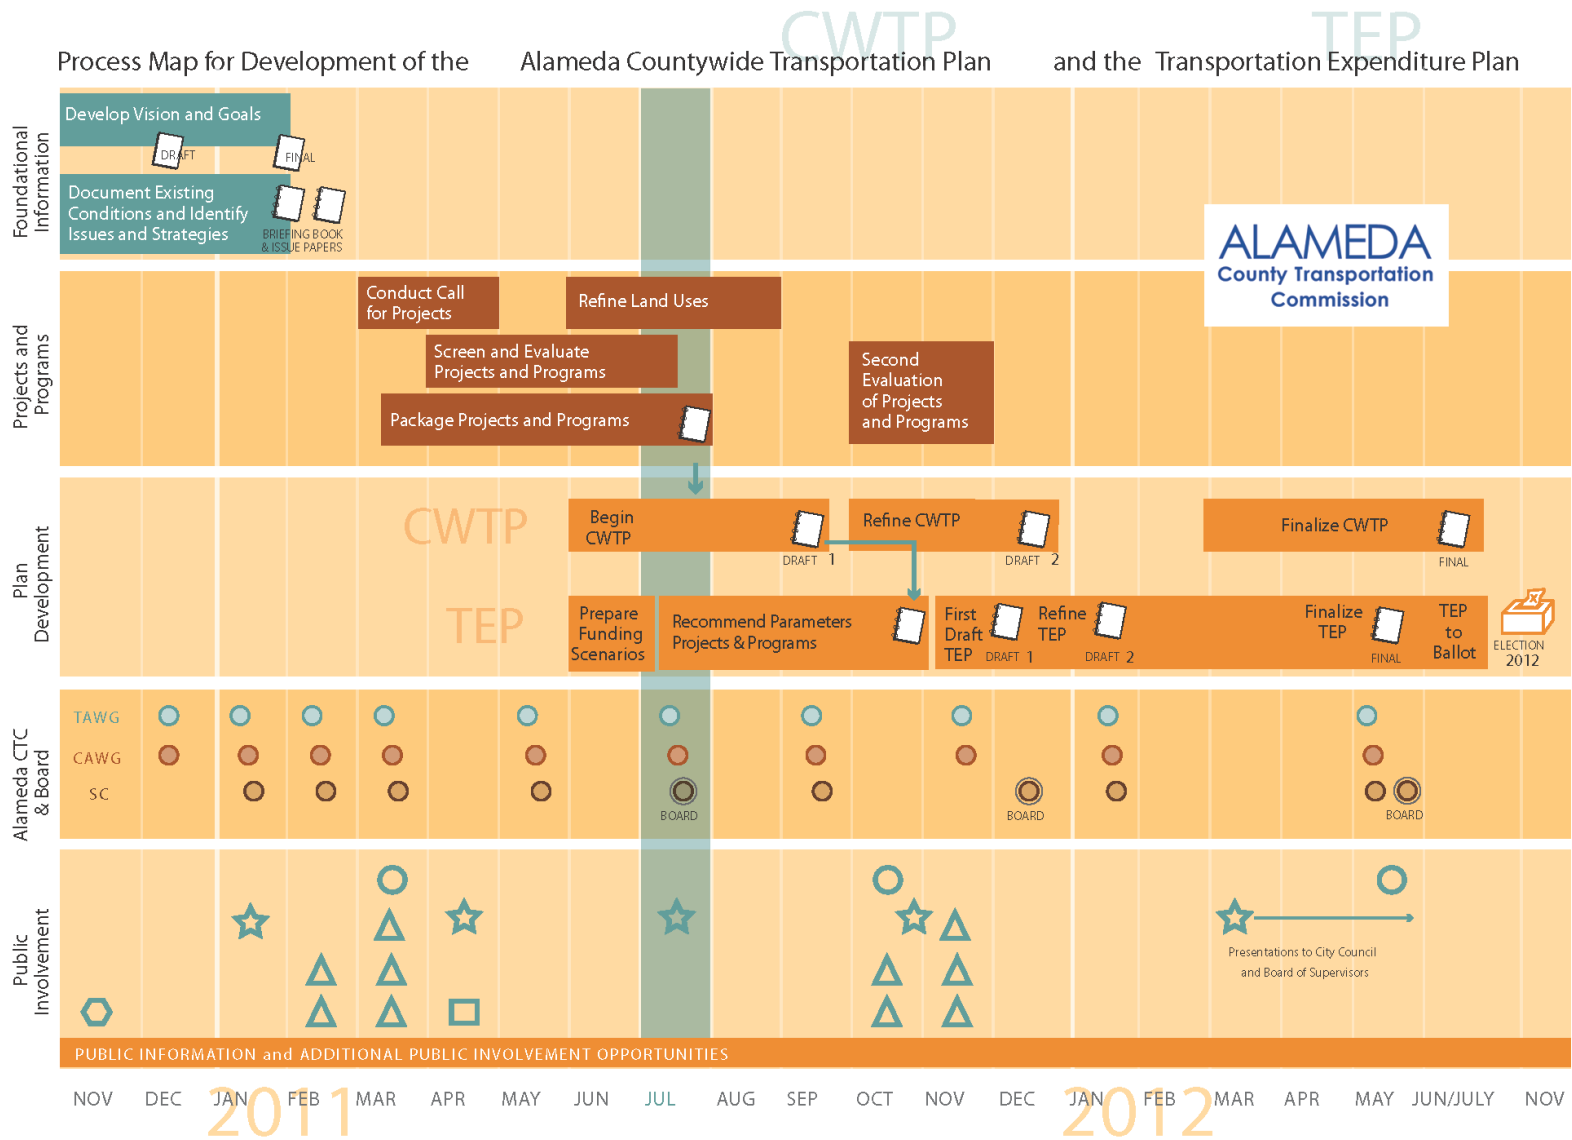 CWTP
TEP
Process Map for Development of the Alameda Countywide Transportation Plan and the Transportation Expenditure Plan
Foundational
Information
Develop Vision and Goals
DRAFT
FINAL
Document Existing
Conditions and Identify
Issues and Strategies
BRIEFING BOOK
& ISSUE PAPERS
ALAMEDA
County Transportation
Commission
Projects and
Programs
Conduct Call
for Projects
Refine Land Uses
Screen and Evaluate
Projects and Programs
Package Projects and Programs
Second
Evaluation
of Projects
and Programs
Plan
Development
CWTP
Begin
CWTP
DRAFT 1
Refine CWTP
DRAFT 2
Finalize CWTP
FINAL
TEP
Prepare
Funding
Scenarios
Recommend Parameters
Projects & Programs
First
Draft
TEP
DRAFT 1
Refine
TEP
DRAFT 2
Finalize
TEP
FINAL
TEP
to
Ballot
ELECTION
2012
Alameda CTC
& Board
TAWG
CAWG
SC
BOARD
BOARD
BOARD
Public
Involvement
Presentations to City Council
and Board of Supervisors
PUBLIC INFORMATION and ADDITIONAL PUBLIC INVOLVEMENT OPPORTUNITIES
NOV DEC JAN FEB MAR APR MAY JUN JUL AUG SEP OCT NOV DEC JAN FEB MAR APR MAY JUN/JULY NOV
2011 2012